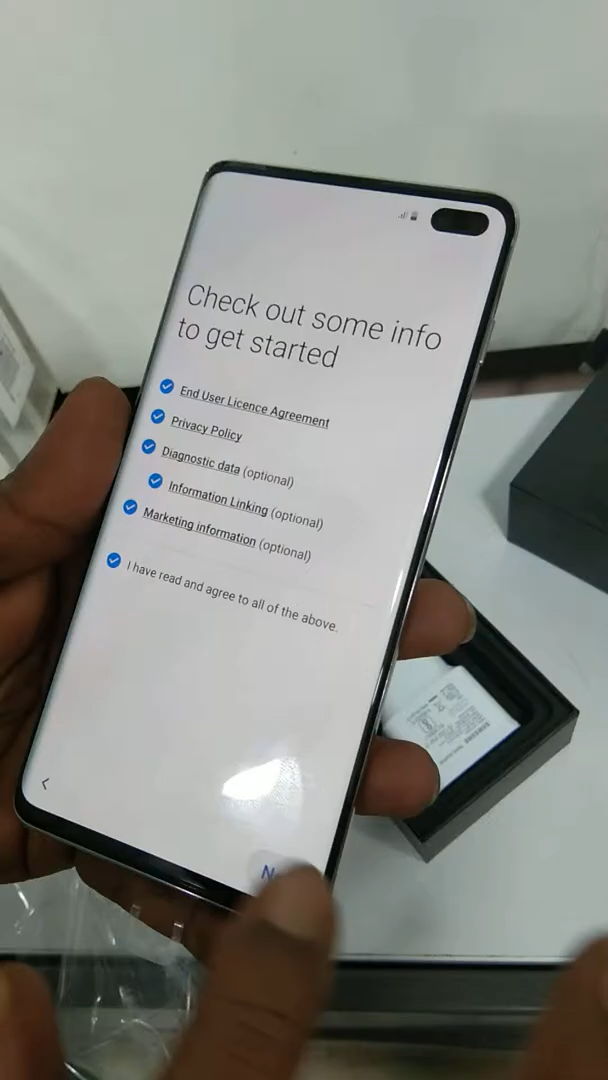 Check out some info
to get started
End User Licence Agreement
Privacy Policy
Diagnostic data (optional)
Information Linking (optional)
Marketing information (optional)
I have read and agree to all of the above.
SAMSUNG